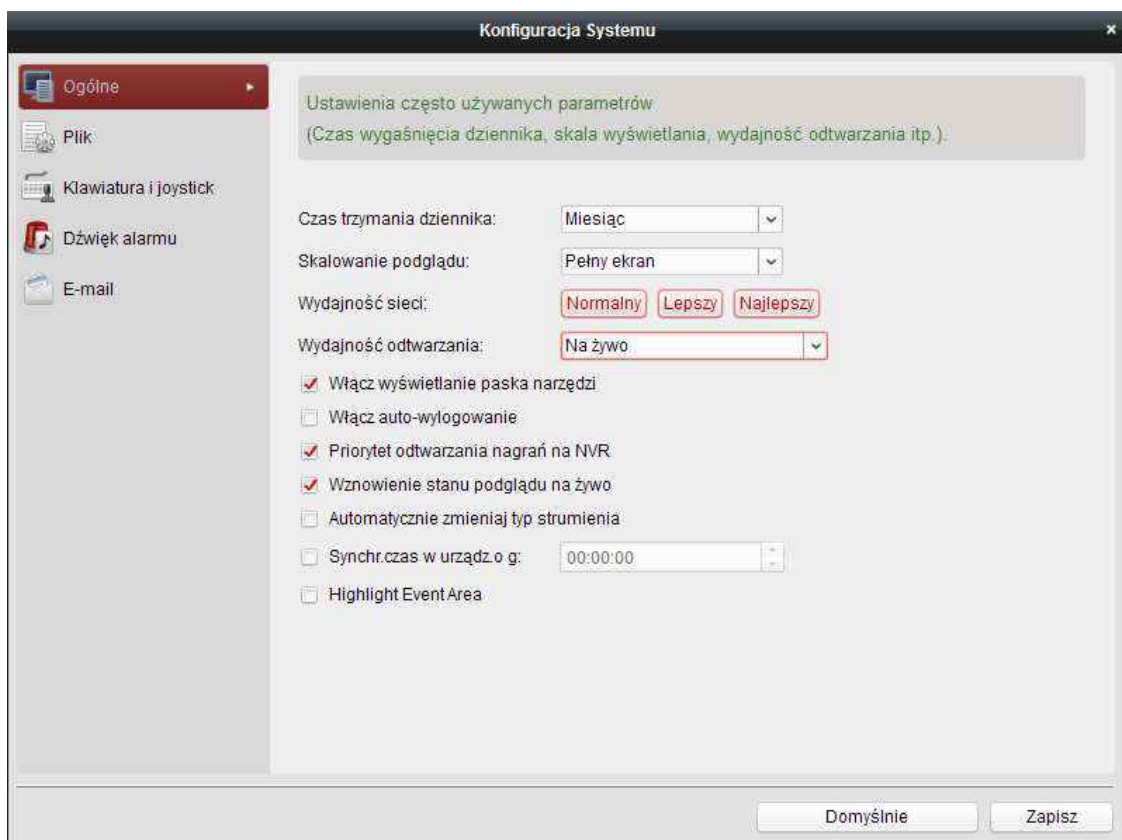 Konfiguracja Systemu
Ogólne
Plik
Klawiatura i joystick
Dźwięk alarmu
E-mail
Ustawienia często używanych parametrów
(Czas wygaśnięcia dziennika, skala wyświetlania, wydajność odtwarzania itp.).
Czas trzymania dziennika: Miesiąc
Skalowanie podglądu: Pełny ekran
Wydajność sieci: Normalny Lepszy Najlepszy
Wydajność odtwarzania: Na żywo
Włącz wyświetlanie paska narzędzi
Włącz auto-wylogowanie
Priorytet odtwarzania nagrań na NVR
Wznowienie stanu podglądu na żywo
Automatycznie zmieniaj typ strumienia
Synchr.czas w urządz.o g: 00:00:00
Highlight Event Area
Domyślnie Zapisz